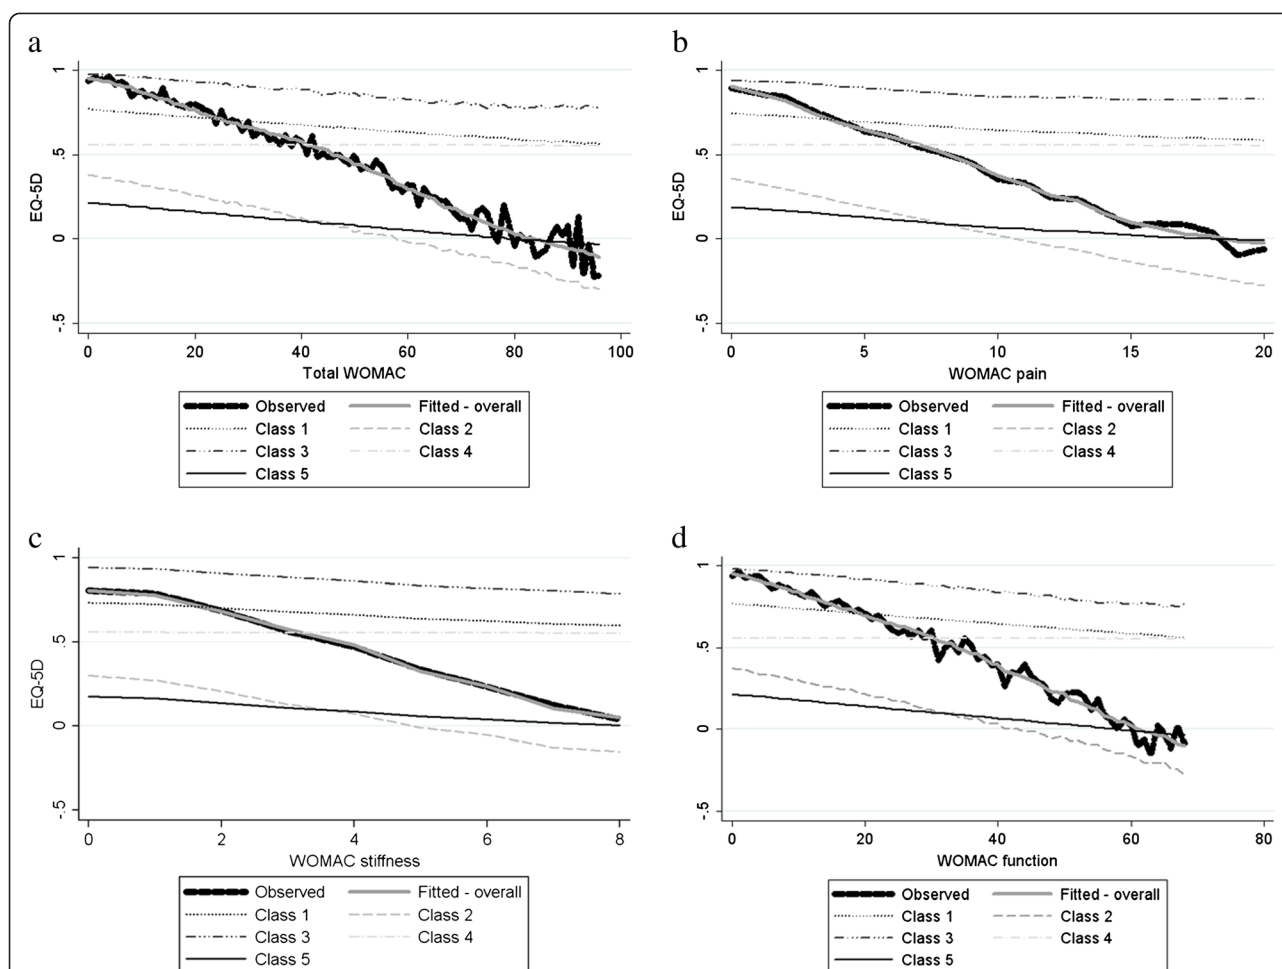 a
1
.5
0
-.5
EQ-5D
0 20 40 60 80 100
Total WOMAC
Observed Fitted - overall
Class 1 Class 2
Class 3 Class 4
Class 5
b
1
.5
0
-.5
EQ-5D
0 5 10 15 20
WOMAC pain
Observed Fitted - overall
Class 1 Class 2
Class 3 Class 4
Class 5
c
1
.5
0
-.5
EQ-5D
0 2 4 6 8
WOMAC stiffness
Observed Fitted - overall
Class 1 Class 2
Class 3 Class 4
Class 5
d
1
.5
0
-.5
EQ-5D
0 20 40 60 80
WOMAC function
Observed Fitted - overall
Class 1 Class 2
Class 3 Class 4
Class 5